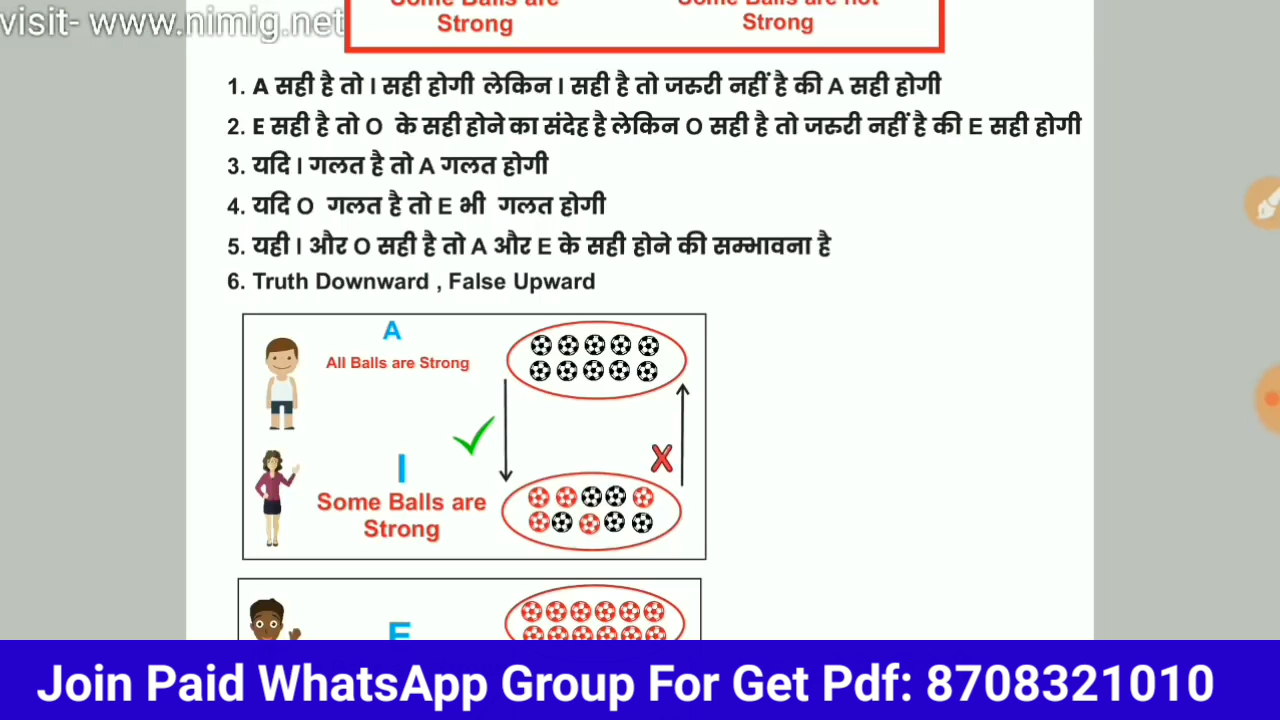 visit- www.nimig.net
Some Balls are
Strong
Some Balls are not
Strong
1. A सही है तो I सही होगी लेकिन I सही है तो जरुरी नहीं है की A सही होगी
2. E सही है तो O के सही होने का संदेह है लेकिन O सही है तो जरुरी नहीं है की E सही होगी
3. यदि I गलत है तो A गलत होगी
4. यदि O गलत है तो E भी गलत होगी
5. यही I और O सही है तो A और E के सही होने की सम्भावना है
6. Truth Downward , False Upward
A
All Balls are Strong
I
Some Balls are
Strong
E
Join Paid WhatsApp Group For Get Pdf: 8708321010